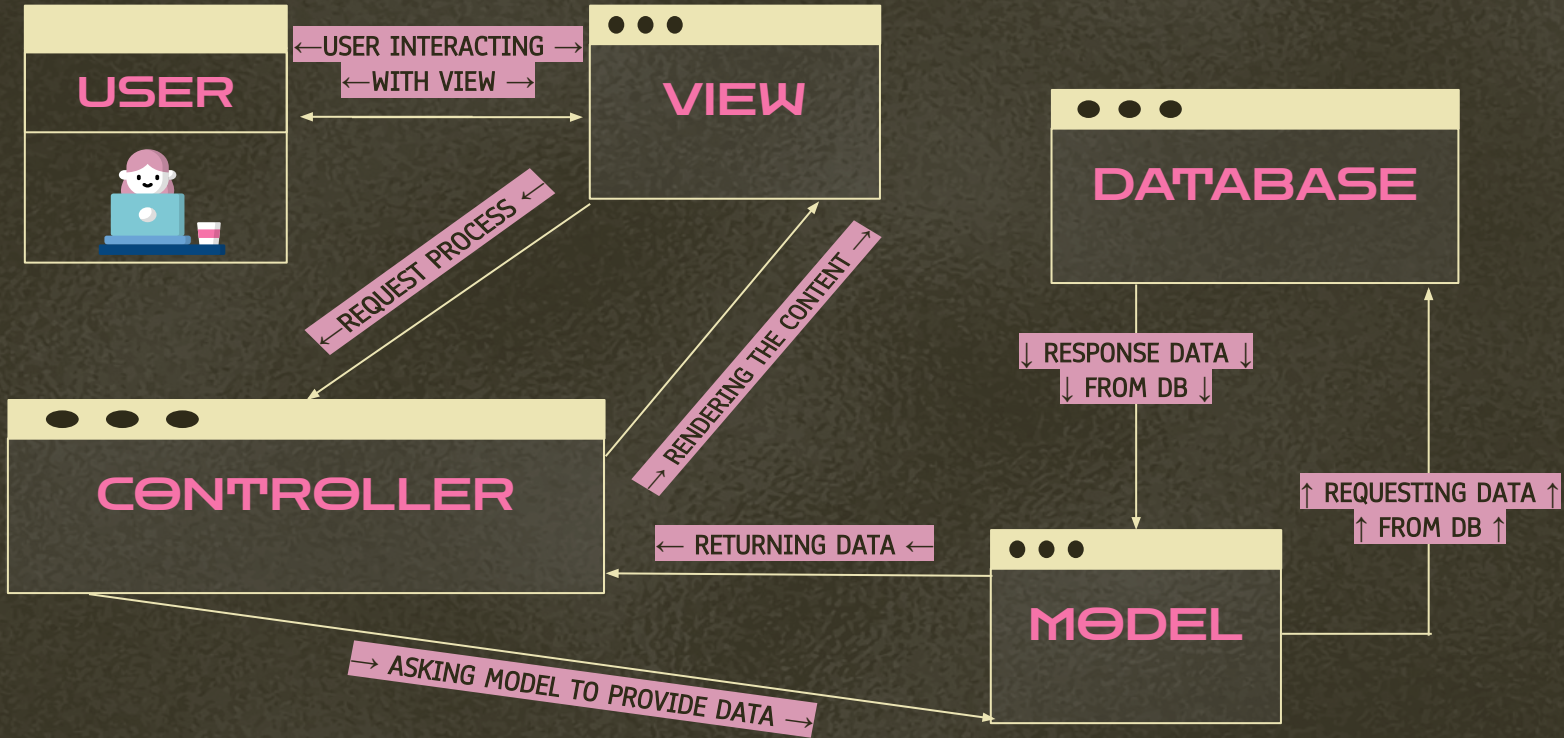 USER
←USER INTERACTING →
←WITH VIEW →
VIEW
DATABASE
←REQUEST PROCESS ←
→ RENDERING THE CONTENT →
↓ RESPONSE DATA ↓
↓ FROM DB ↓
CONTROLLER
↑ REQUESTING DATA ↑
↑ FROM DB ↑
← RETURNING DATA ←
MODEL
→ ASKING MODEL TO PROVIDE DATA →